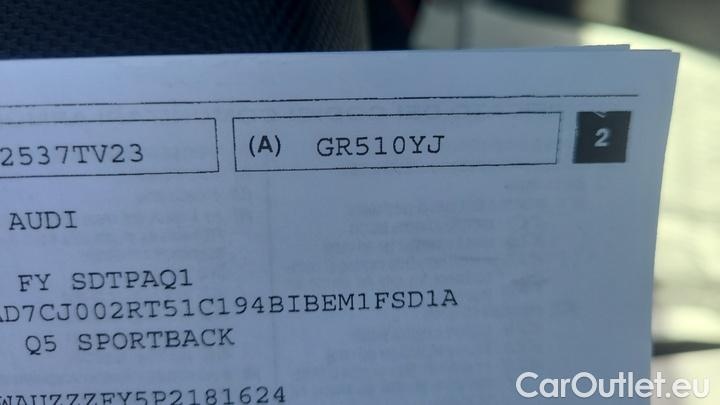 2537TV23 (A) GR510YJ 2
AUDI
FY SDTPAQ1
AD7CJ002RT51C194BIBEM1FSD1A
Q5 SPORTBACK
WAUZZZFY5P2181624
CarOutlet.eu